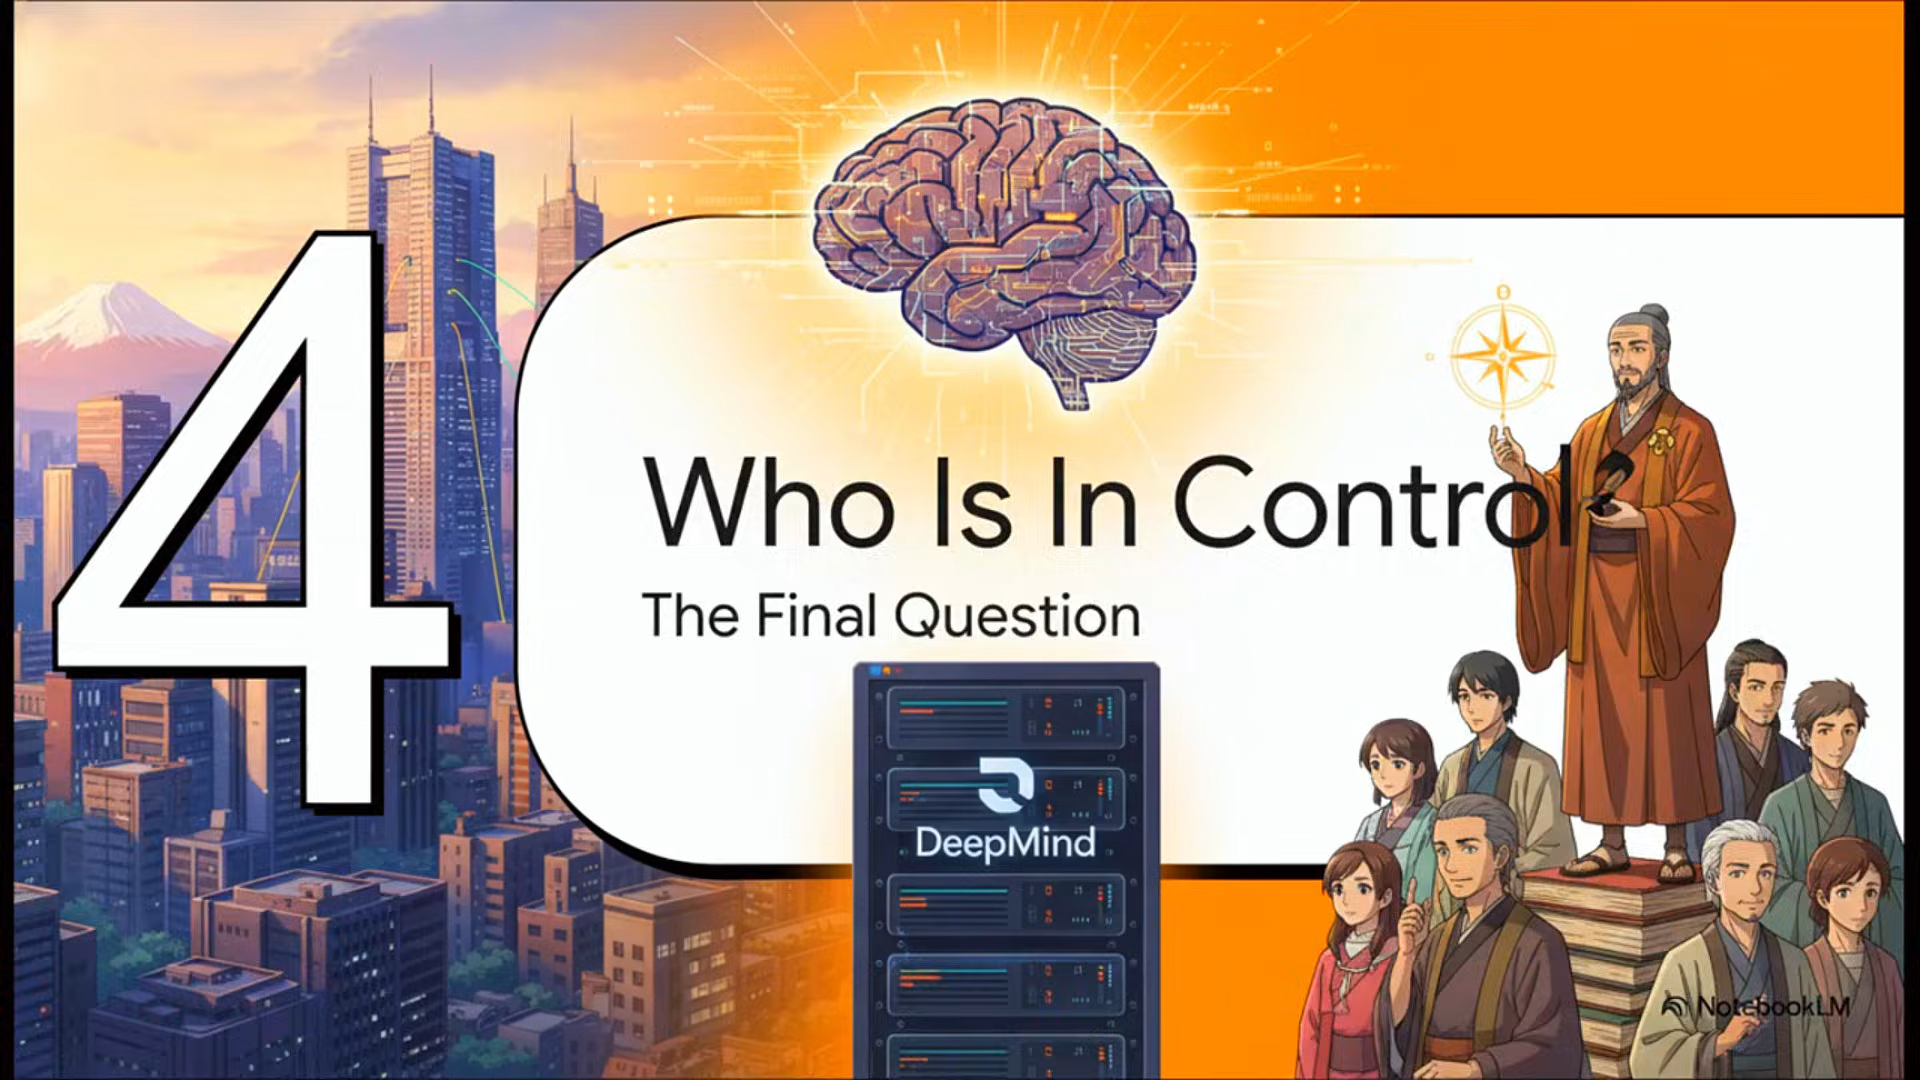 4
Who Is In Control
The Final Question
DeepMind
NotebookLM